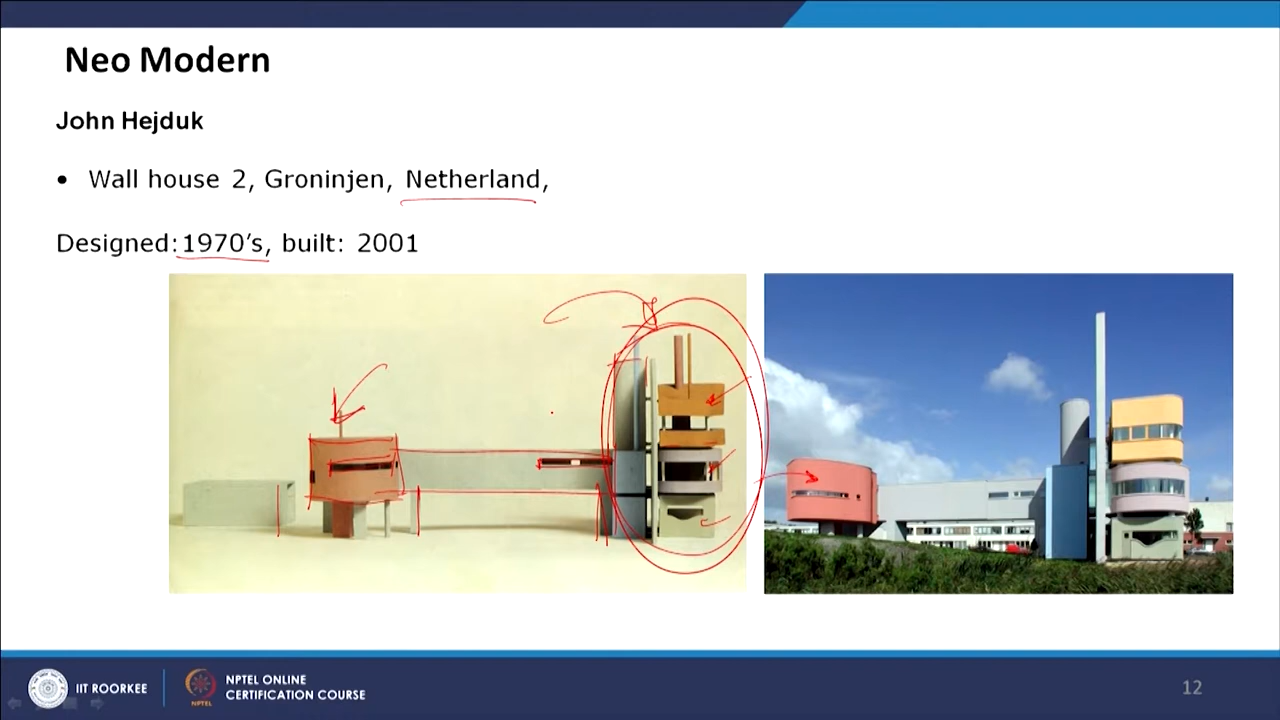 Neo Modern
John Hejduk
• Wall house 2, Groninjen, Netherland,
Designed: 1970's, built: 2001
IIT ROORKEE
NPTEL
NPTEL ONLINE
CERTIFICATION COURSE
12